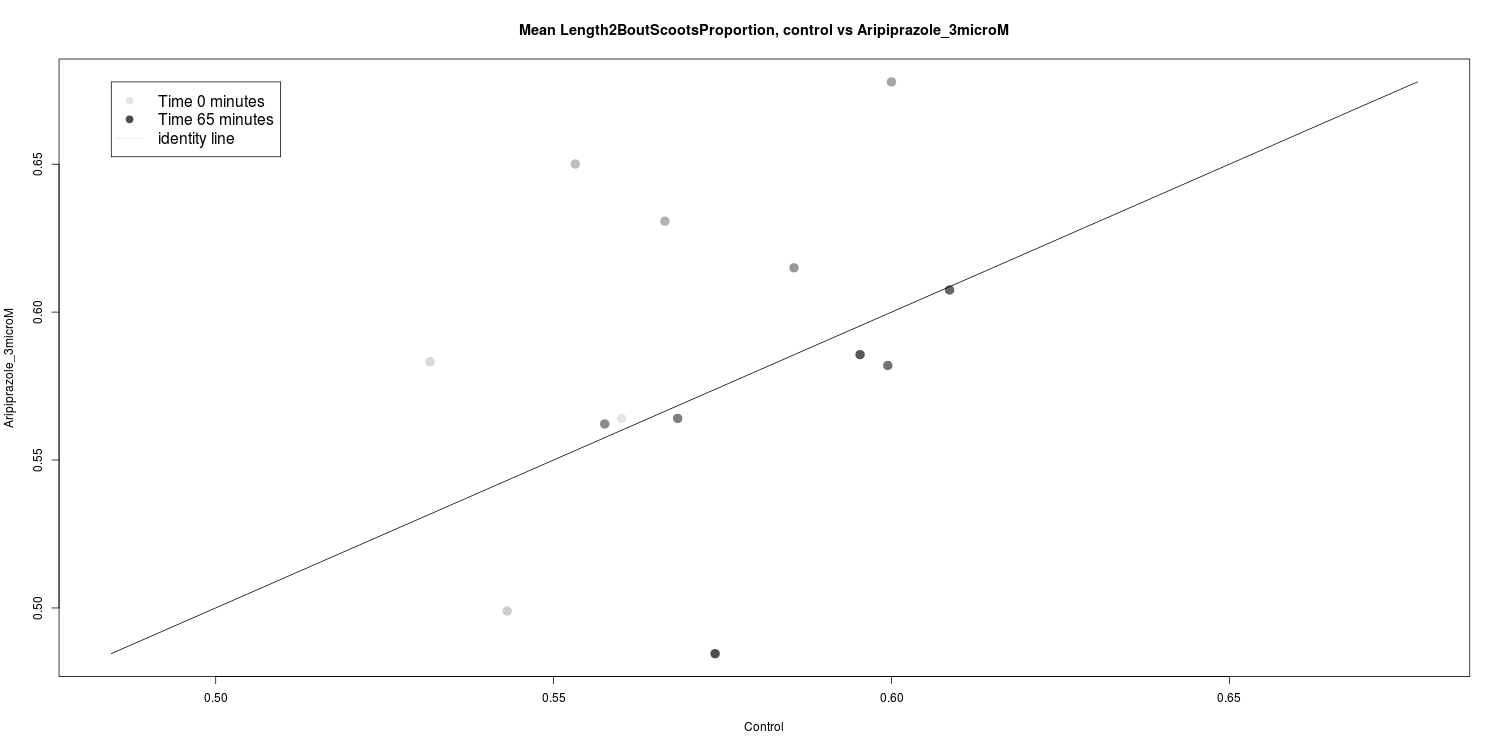 Mean Length2BoutScootsProportion, control vs Aripiprazole_3microM
Time 0 minutes
Time 65 minutes
identity line
Aripiprazole_3microM
0.65
0.60
0.55
0.50
0.50
0.55
0.60
0.65
Control